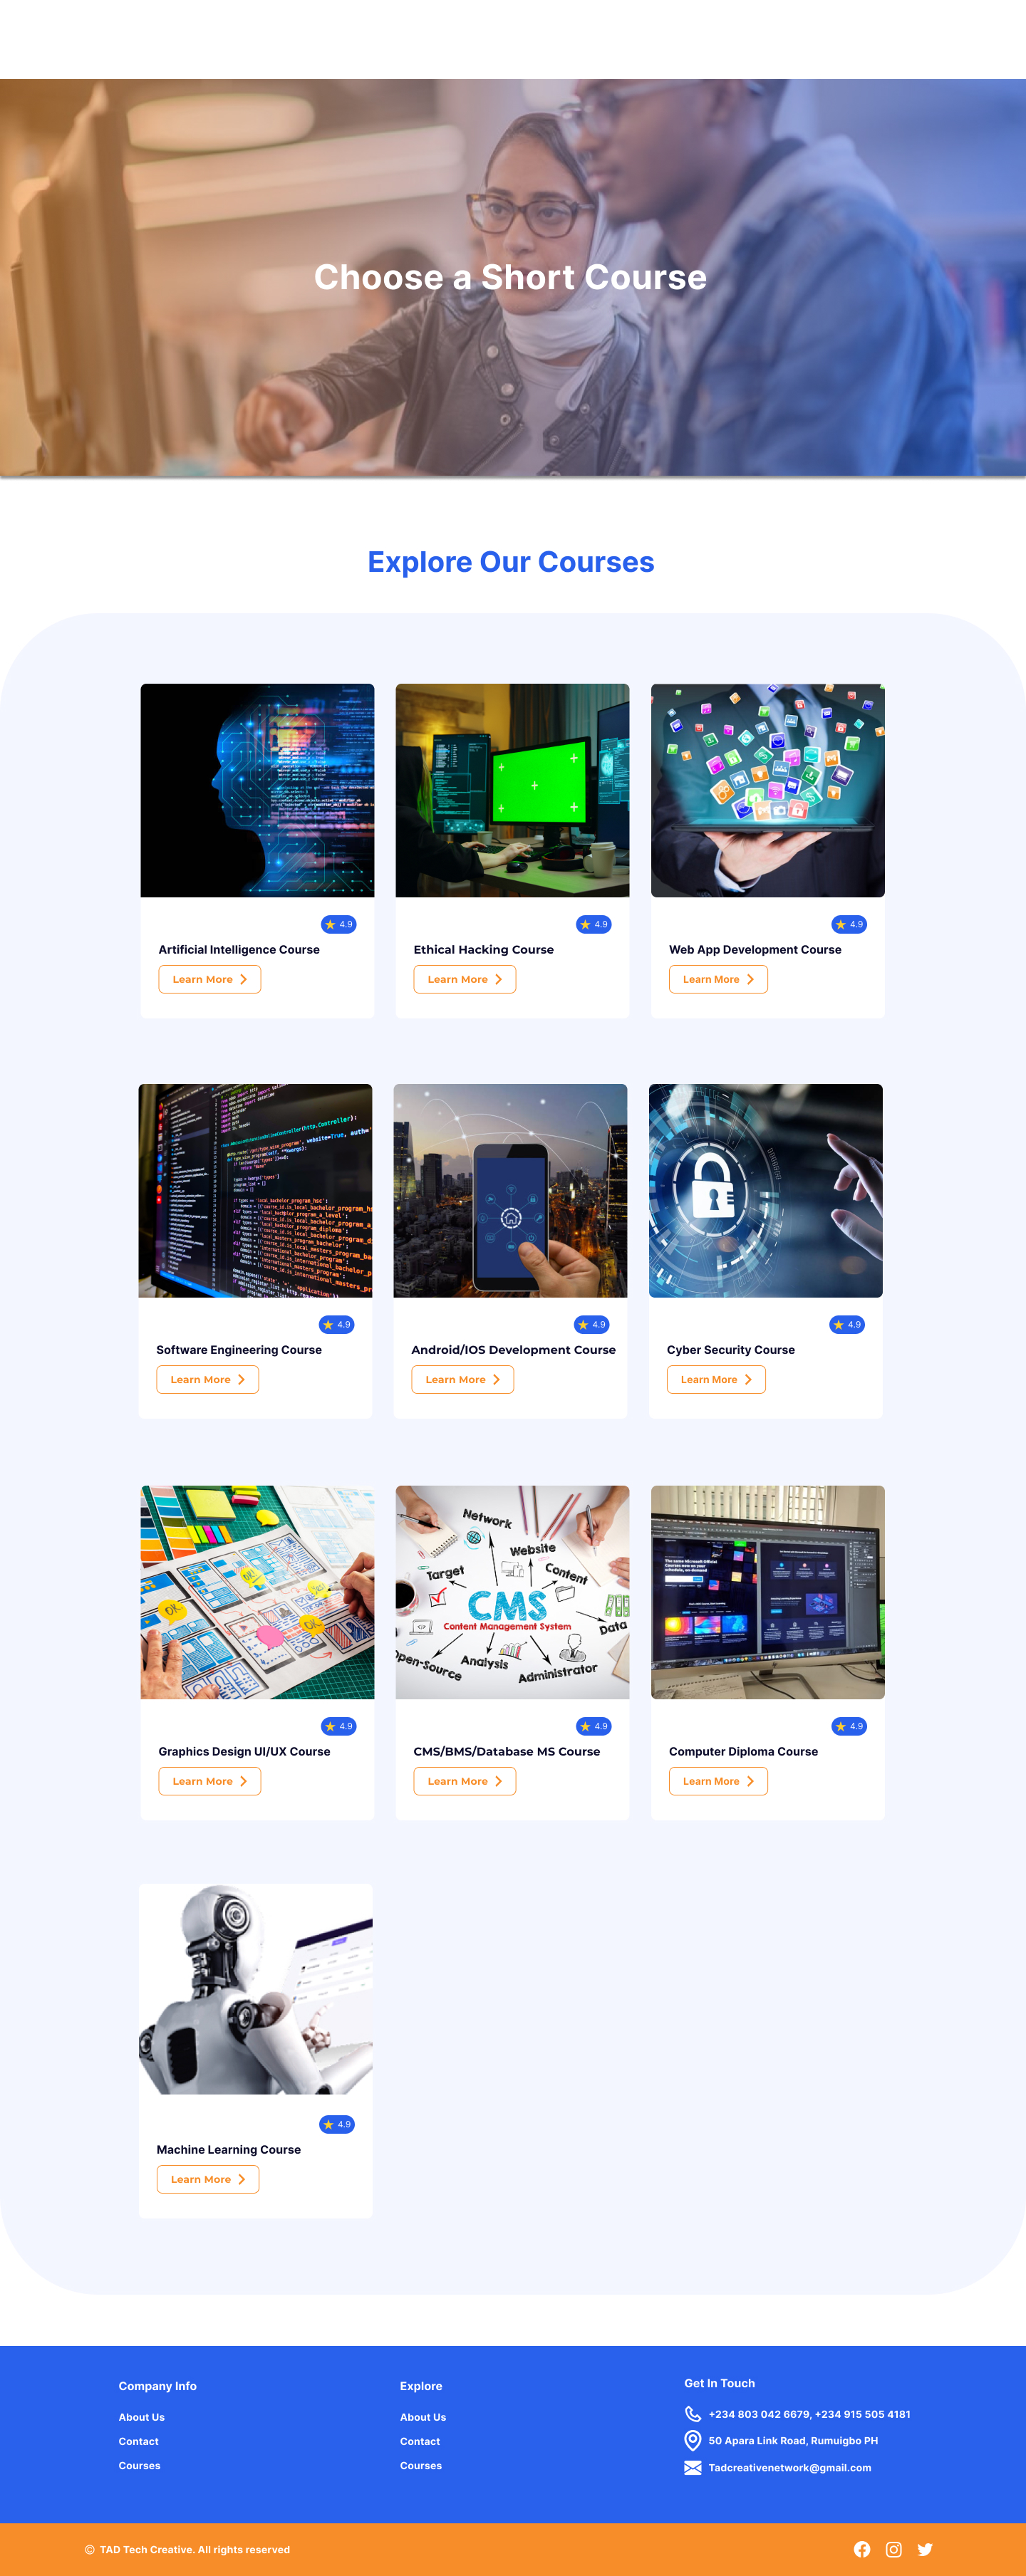 Choose a Short Course
Explore Our Courses
4.9
Artificial Intelligence Course
Learn More
4.9
Ethical Hacking Course
Learn More
4.9
Web App Development Course
Learn More
4.9
Software Engineering Course
Learn More
4.9
Android/IOS Development Course
Learn More
4.9
Cyber Security Course
Learn More
OK!
OK
OK
Network
Website
Target
Content
CMS
Content Management System
Data
Open-Source
Analysis
Administrator
4.9
Graphics Design UI/UX Course
Learn More
4.9
CMS/BMS/Database MS Course
Learn More
4.9
Computer Diploma Course
Learn More
4.9
Machine Learning Course
Learn More
Company Info
About Us
Contact
Courses
Explore
About Us
Contact
Courses
Get In Touch
+234 803 042 6679, +234 915 505 4181
50 Apara Link Road, Rumuigbo PH
Tadcreativenetwork@gmail.com
© TAD Tech Creative. All rights reserved